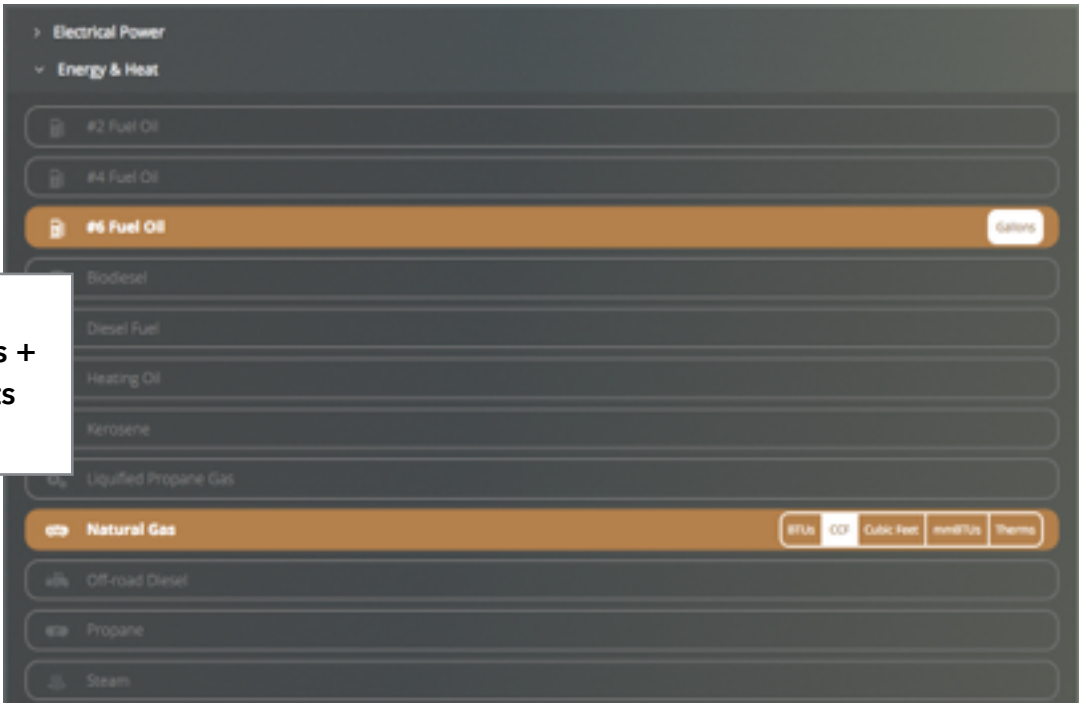 Electrical Power
Energy & Heat
#2 Fuel Oil
#4 Fuel Oil
#6 Fuel Oil Gallons
Biodiesel
Diesel Fuel
s +
Heating Oil
ts
Kerosene
Liquified Propane Gas
Natural Gas BTUs CCF Cubic Feet mmBTUs Therms
Off-road Diesel
Propane
Steam